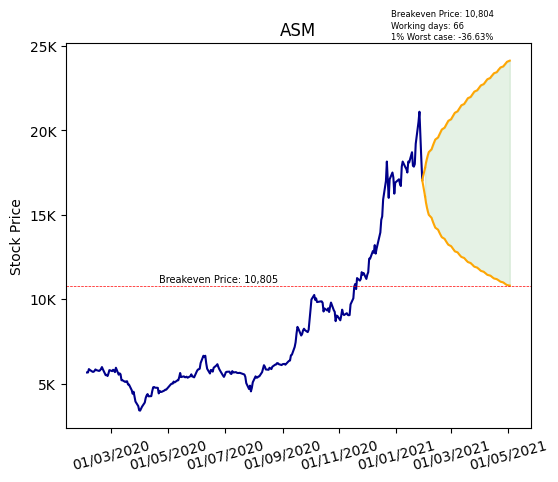 Breakeven Price: 10,804
Working days: 66
1% Worst case: -36.63%
ASM
25K
20K
15K
10K
5K
Stock Price
Breakeven Price: 10,805
01/03/2020
01/05/2020
01/07/2020
01/09/2020
01/11/2020
01/01/2021
01/03/2021
01/05/2021